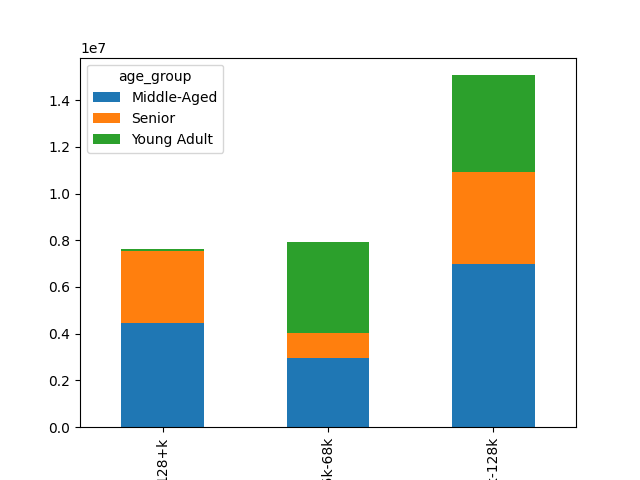 1e7
age_group
Middle-Aged
Senior
Young Adult
1.4
1.2
1.0
0.8
0.6
0.4
0.2
0.0
128+k
k-68k
-128k